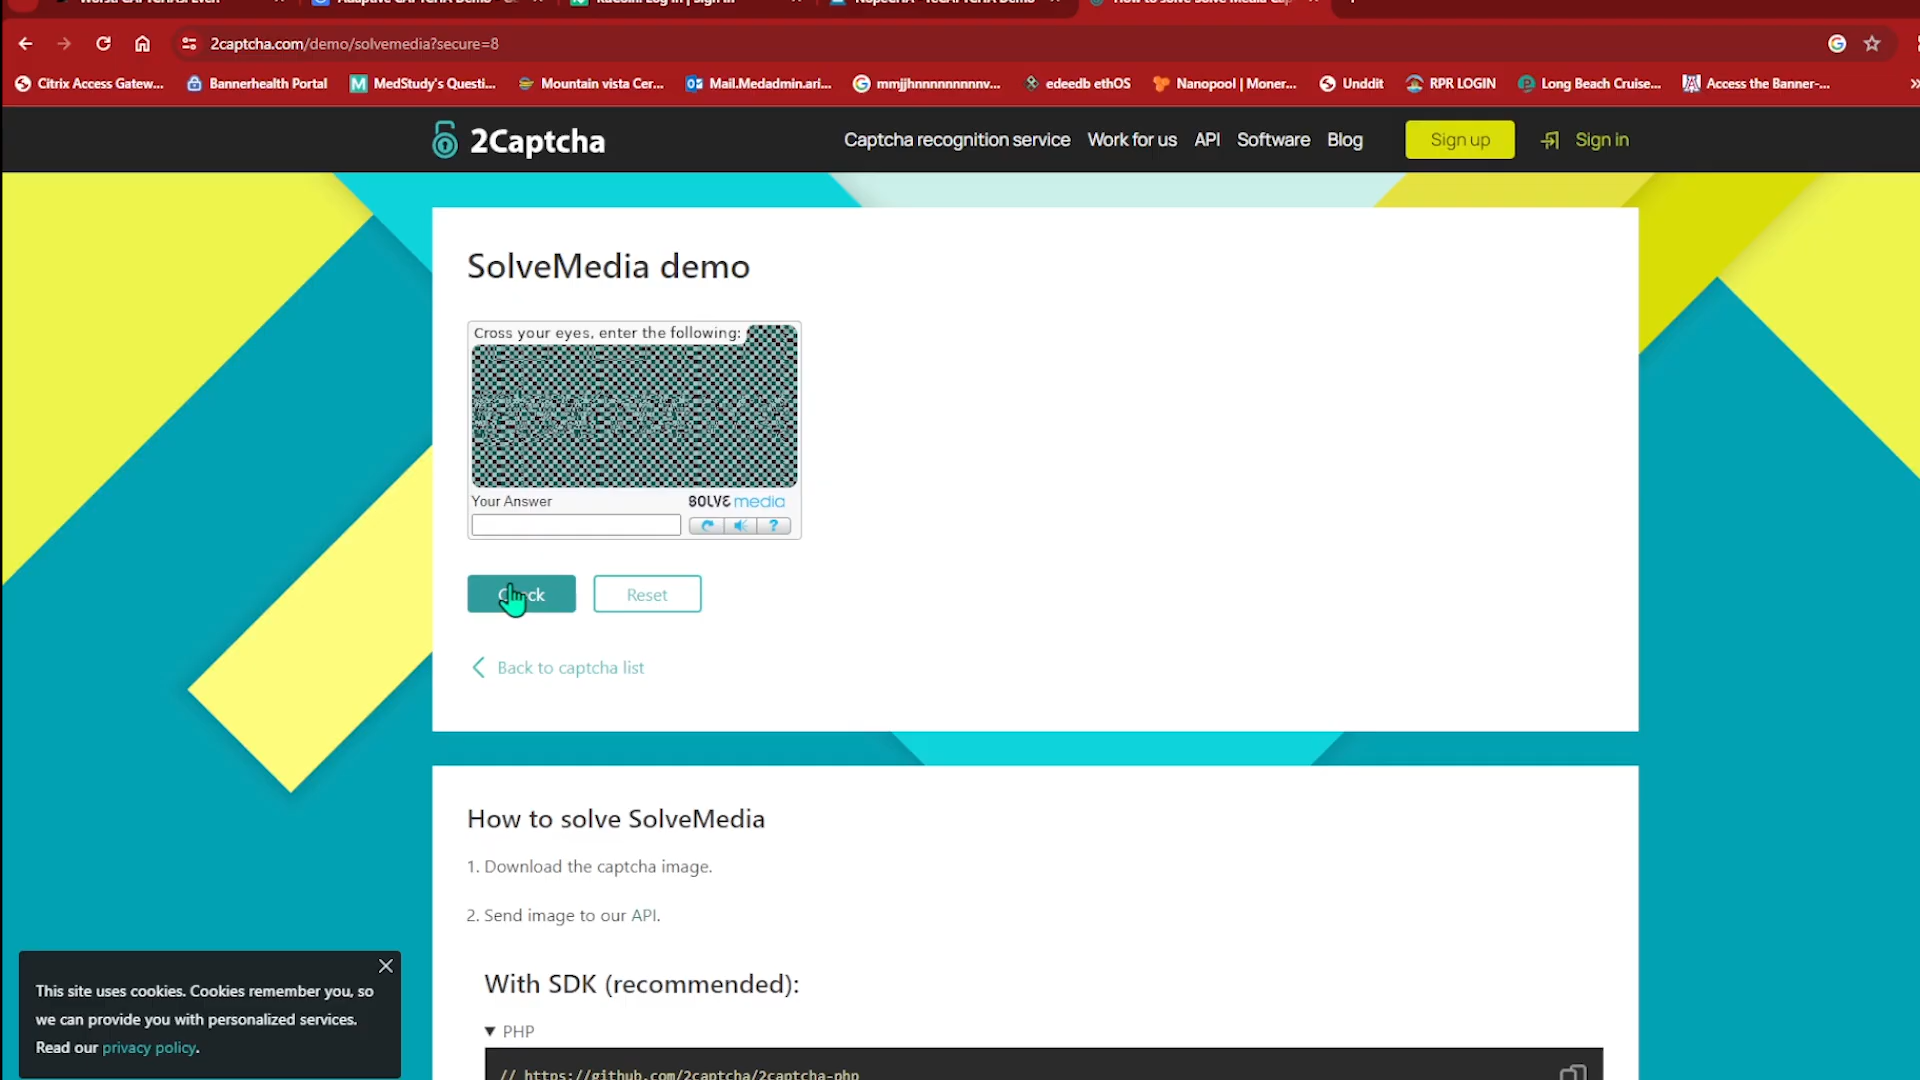 2captcha.com/demo/solvemedia?secure=8
Citrix Access Gatew...
Bannerhealth Portal
MedStudy's Questi...
Mountain vista Cer...
Mail.Medadmin.ari...
mmjjhnnnnnnnnnv...
edeedb ethOS
Nanopool | Moner...
Unddit
RPR LOGIN
Long Beach Cruise...
Access the Banner-...
2Captcha
Captcha recognition service
Work for us
API
Software
Blog
Sign up
Sign in
SolveMedia demo
Cross your eyes, enter the following:
Your Answer
SOLVE media
Reset
Back to captcha list
How to solve SolveMedia
1. Download the captcha image.
2. Send image to our API.
With SDK (recommended):
PHP
// https://github.com/2captcha/2captcha-php
This site uses cookies. Cookies remember you, so
we can provide you with personalized services.
Read our privacy policy.